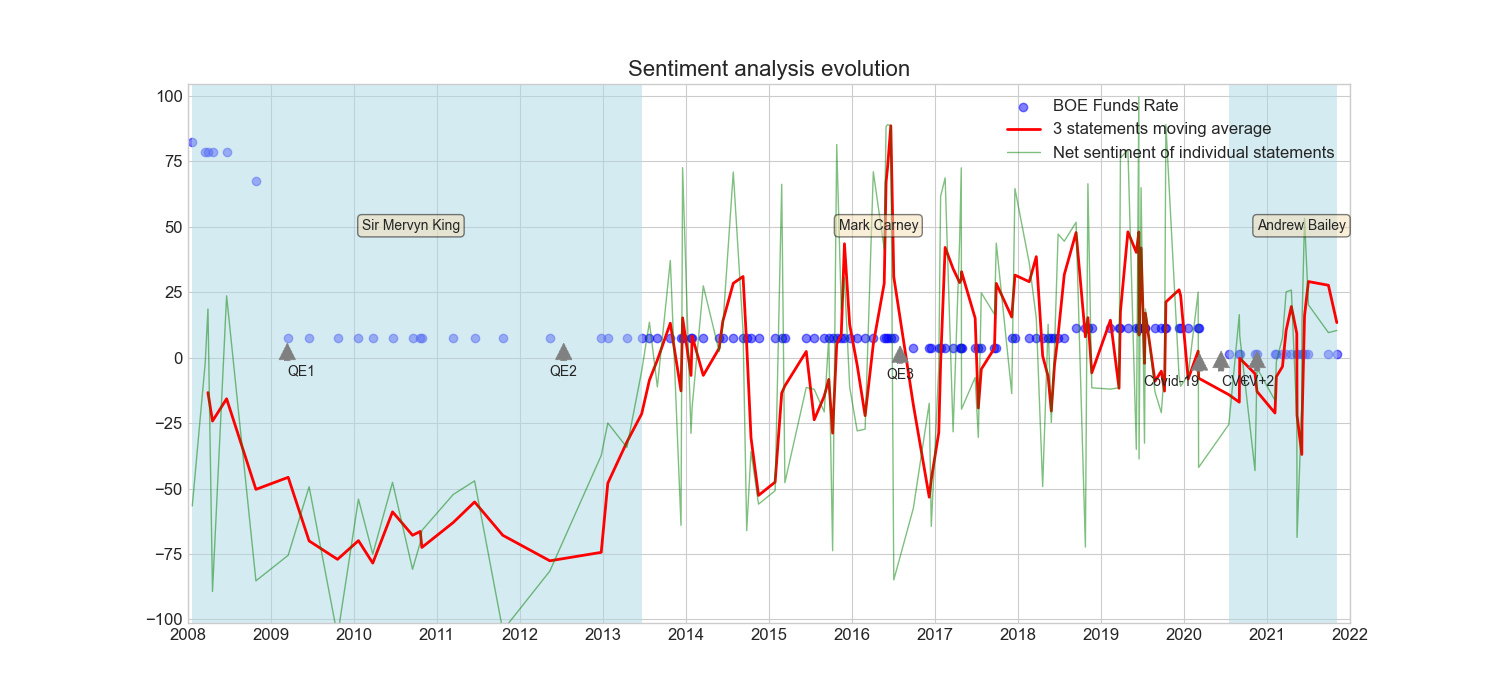 Sentiment analysis evolution
100
75
50
25
0
−25
−50
−75
−100
BOE Funds Rate
3 statements moving average
Net sentiment of individual statements
Sir Mervyn King
Mark Carney
Andrew Bailey
QE1
QE2
QE3
Covid-19
CV+2
2008 2009 2010 2011 2012 2013 2014 2015 2016 2017 2018 2019 2020 2021 2022